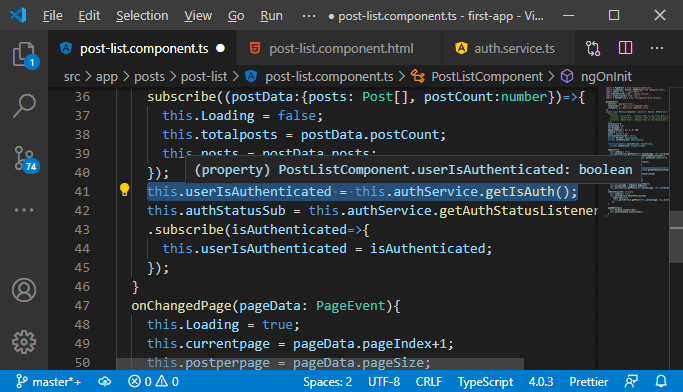 File Edit Selection View Go Run ··· post-list.component.ts - first-app - Vi...
post-list.component.ts ● post-list.component.html auth.service.ts ···
src > app > posts > post-list > post-list.component.ts > PostListComponent > ngOnInit
36 subscribe((postData:{posts: Post[], postCount:number})=>{
37 this.Loading = false;
38 this.totalposts = postData.postCount;
39 this.posts = postData.posts;
(property) PostListComponent.userIsAuthenticated: boolean
40 });
41 this.userIsAuthenticated = this.authService.getIsAuth();
42 this.authStatusSub = this.authService.getAuthStatusListener
43 .subscribe(isAuthenticated=>{
44 this.userIsAuthenticated = isAuthenticated;
45 });
46 }
47 onChangedPage(pageData: PageEvent){
48 this.Loading = true;
49 this.currentpage = pageData.pageIndex+1;
50 this.postperpage = pageData.pageSize;
1
74
master*+ 0 0 Spaces: 2 UTF-8 CRLF TypeScript 4.0.3 Prettier